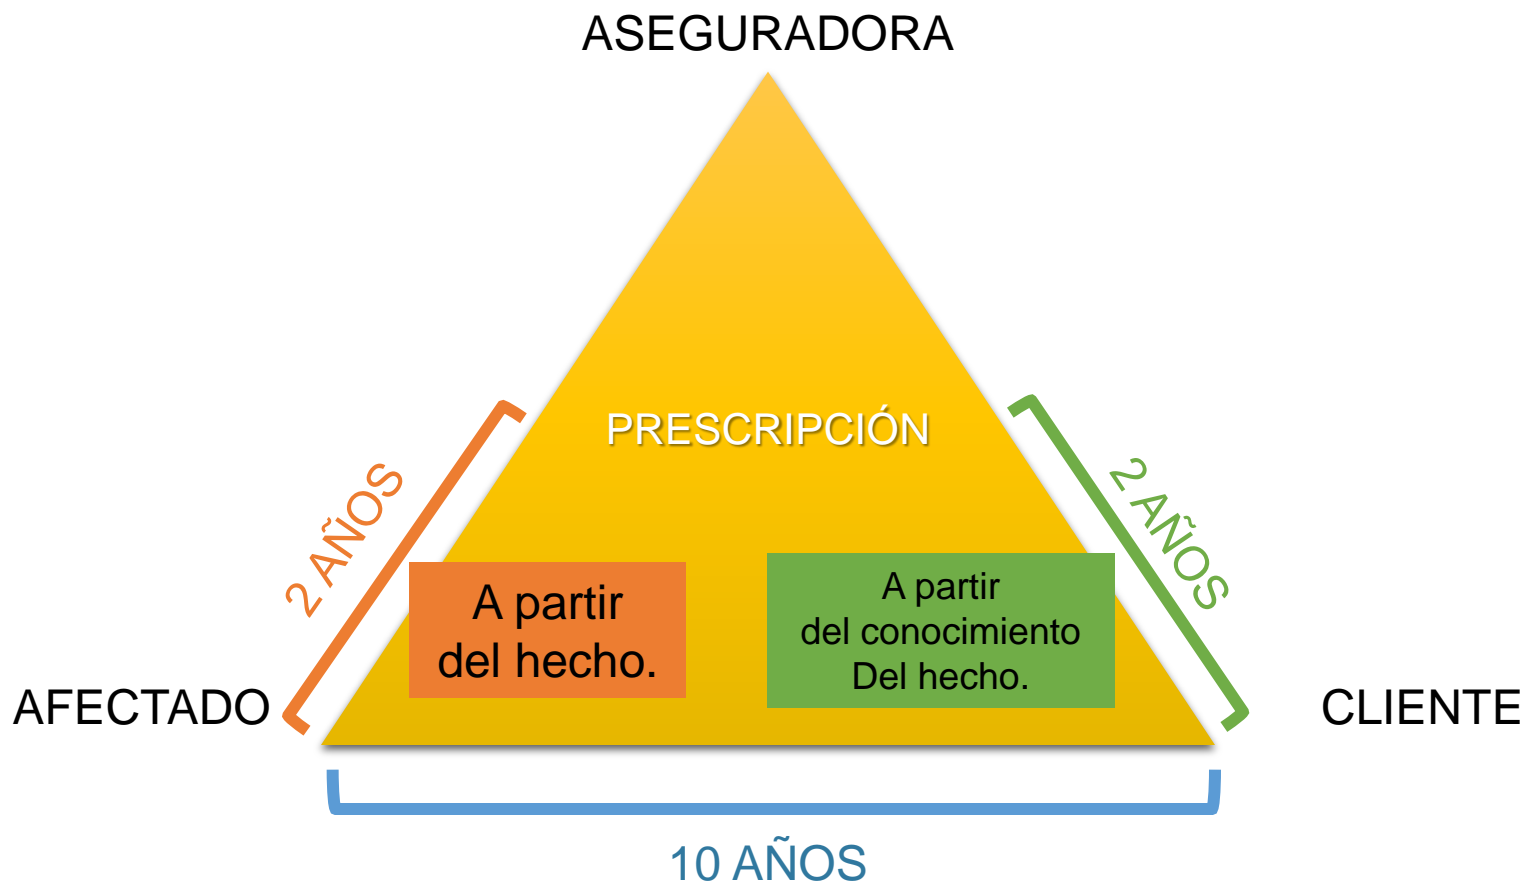 ASEGURADORA
PRESCRIPCIÓN
2 AÑOS
2 AÑOS
A partir
del hecho.
A partir
del conocimiento
Del hecho.
AFECTADO
CLIENTE
10 AÑOS